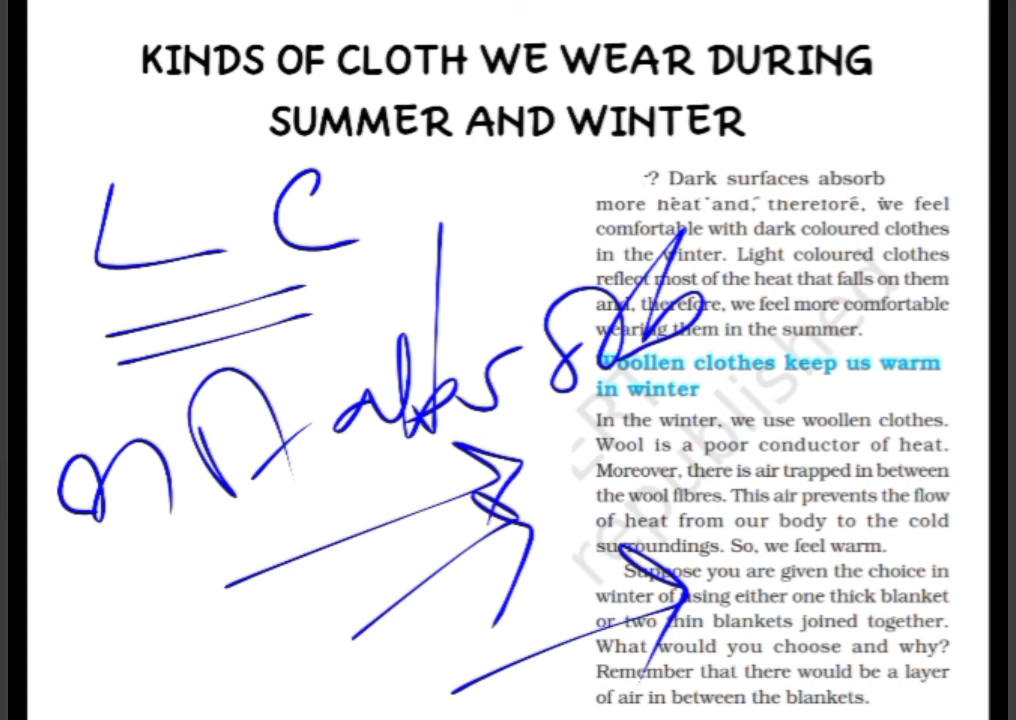 KINDS OF CLOTH WE WEAR DURING
SUMMER AND WINTER
? Dark surfaces absorb
more heat and, therefore, we feel
comfortable with dark coloured clothes
in the winter. Light coloured clothes
reflect most of the heat that falls on them
and, therefore, we feel more comfortable
wearing them in the summer.
Woollen clothes keep us warm
in winter
In the winter, we use woollen clothes.
Wool is a poor conductor of heat.
Moreover, there is air trapped in between
the wool fibres. This air prevents the flow
of heat from our body to the cold
surroundings. So, we feel warm.
Suppose you are given the choice in
winter of using either one thick blanket
or two thin blankets joined together.
What would you choose and why?
Remember that there would be a layer
of air in between the blankets.
L C
republished